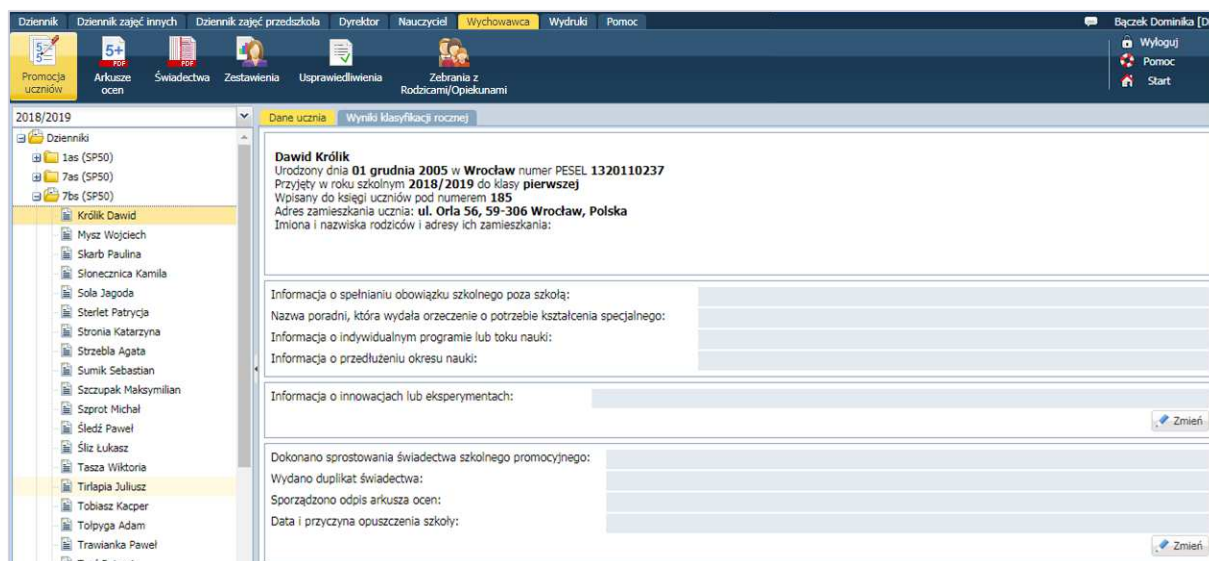 Dziennik Dziennik zajęć innych Dziennik zajęć przedszkola Dyrektor Nauczyciel Wychowawca Wydruki Pomoc Bączek Dominika [D
Promocja uczniów
Arkusze ocen
Świadectwa
Zestawienia
Usprawiedliwienia
Zebrania z Rodzicami/Opiekunami
Wyloguj
Pomoc
Start
2018/2019
Dzienniki
1as (SP50)
7as (SP50)
7bs (SP50)
Królik Dawid
Mysz Wojciech
Skarb Paulina
Słonecznica Kamila
Sola Jagoda
Sterlet Patrycja
Stronia Katarzyna
Strzebla Agata
Sumik Sebastian
Szczupak Maksymilian
Szprot Michał
Śledź Paweł
Śliz Łukasz
Tasza Wiktoria
Tirlapia Juliusz
Tobiasz Kacper
Tołpyga Adam
Trawianka Paweł
Dane ucznia Wyniki klasyfikacji rocznej
Dawid Królik
Urodzony dnia 01 grudnia 2005 w Wrocław numer PESEL 1320110237
Przyjęty w roku szkolnym 2018/2019 do klasy pierwszej
Wpisany do księgi uczniów pod numerem 185
Adres zamieszkania ucznia: ul. Orla 56, 59-306 Wrocław, Polska
Imiona i nazwiska rodziców i adresy ich zamieszkania:
Informacja o spełnianiu obowiązku szkolnego poza szkołą:
Nazwa poradni, która wydała orzeczenie o potrzebie kształcenia specjalnego:
Informacja o indywidualnym programie lub toku nauki:
Informacja o przedłużeniu okresu nauki:
Informacja o innowacjach lub eksperymentach:
Zmień
Dokonano sprostowania świadectwa szkolnego promocyjnego:
Wydano duplikat świadectwa:
Sporządzono odpis arkusza ocen:
Data i przyczyna opuszczenia szkoły:
Zmień